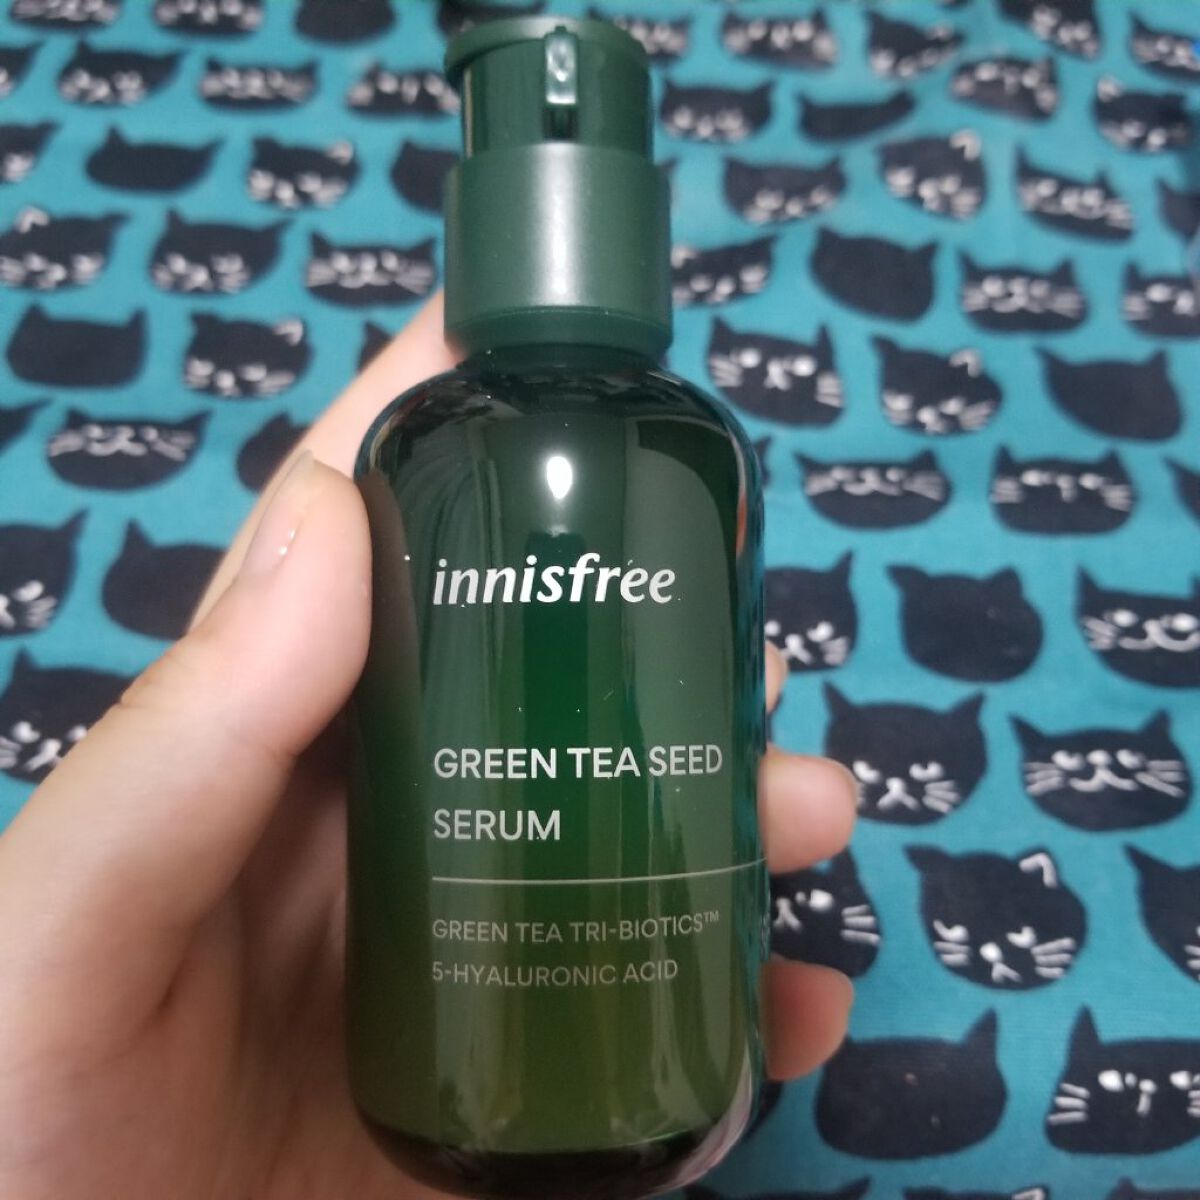 innisfree
GREEN TEA SEED
SERUM
GREEN TEA TRI-BIOTICS™
5-HYALURONIC ACID